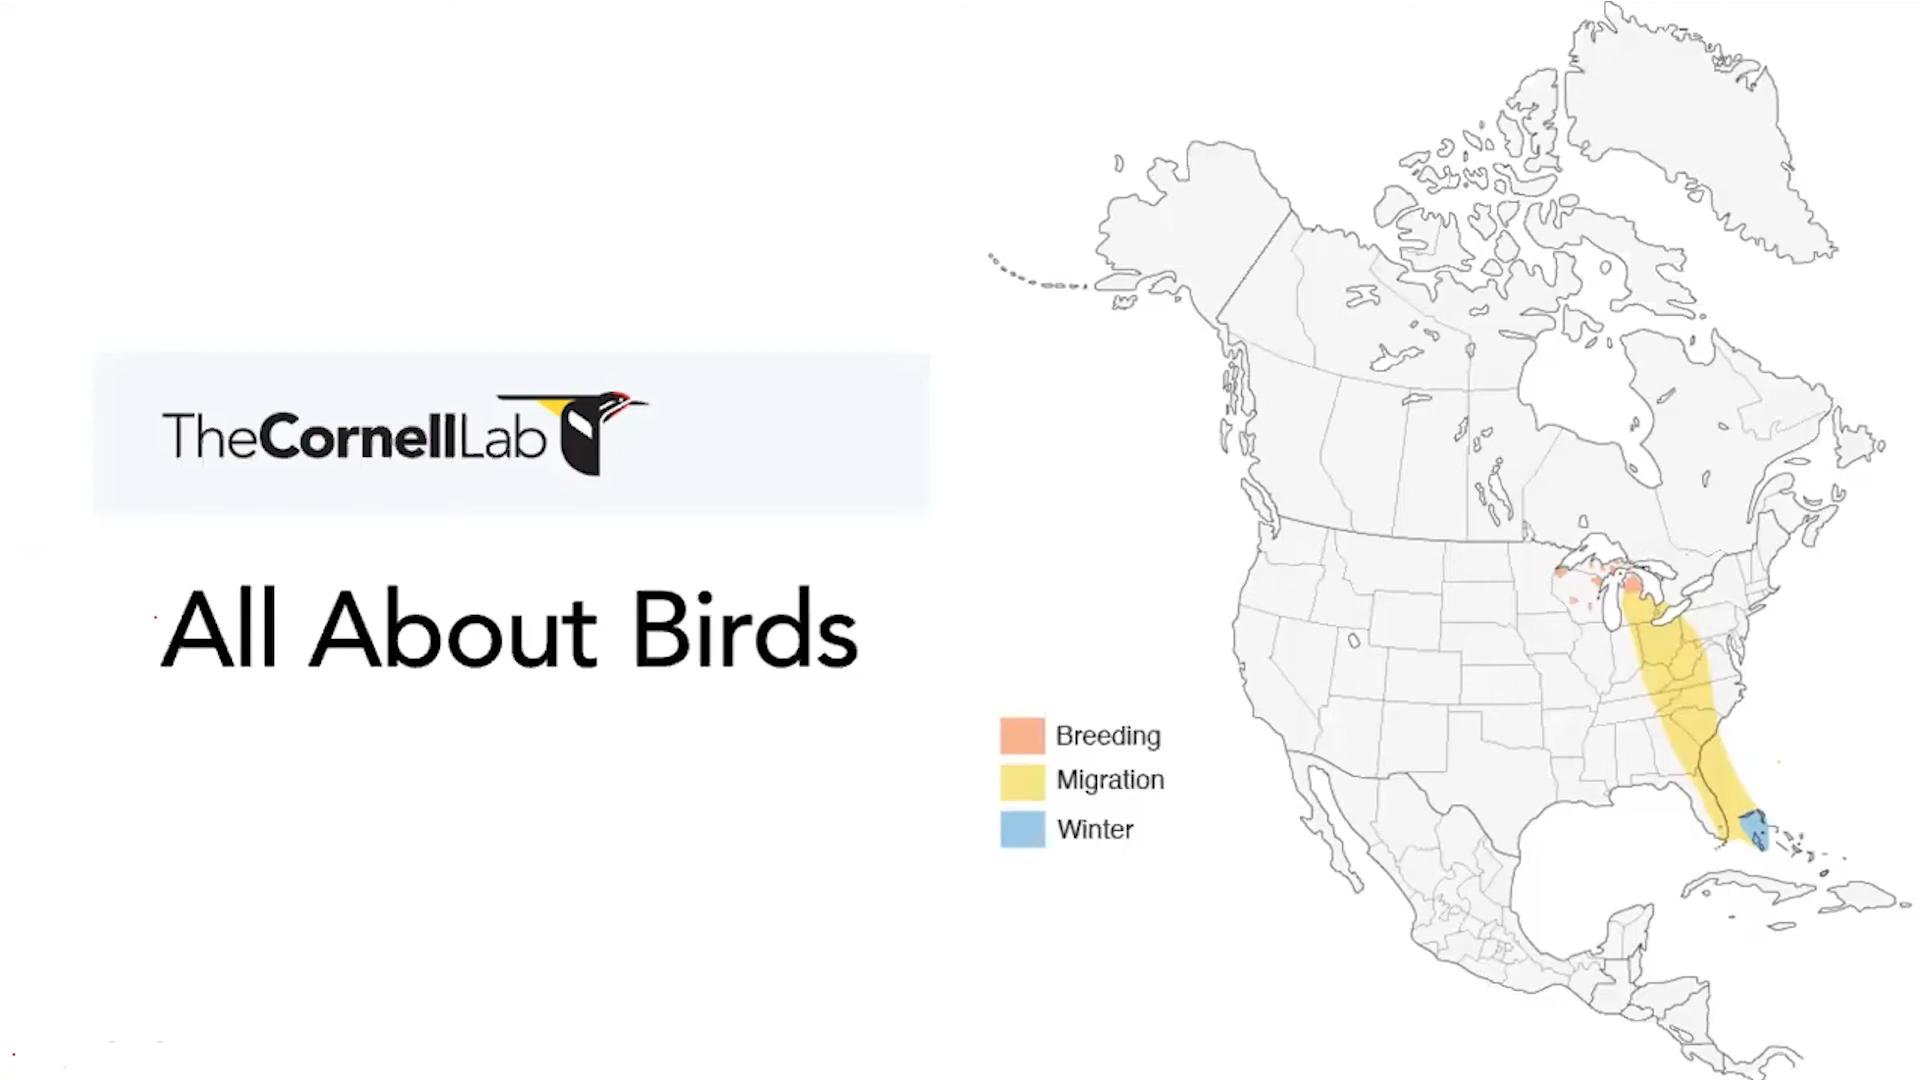 TheCornellLab
All About Birds
Breeding
Migration
Winter